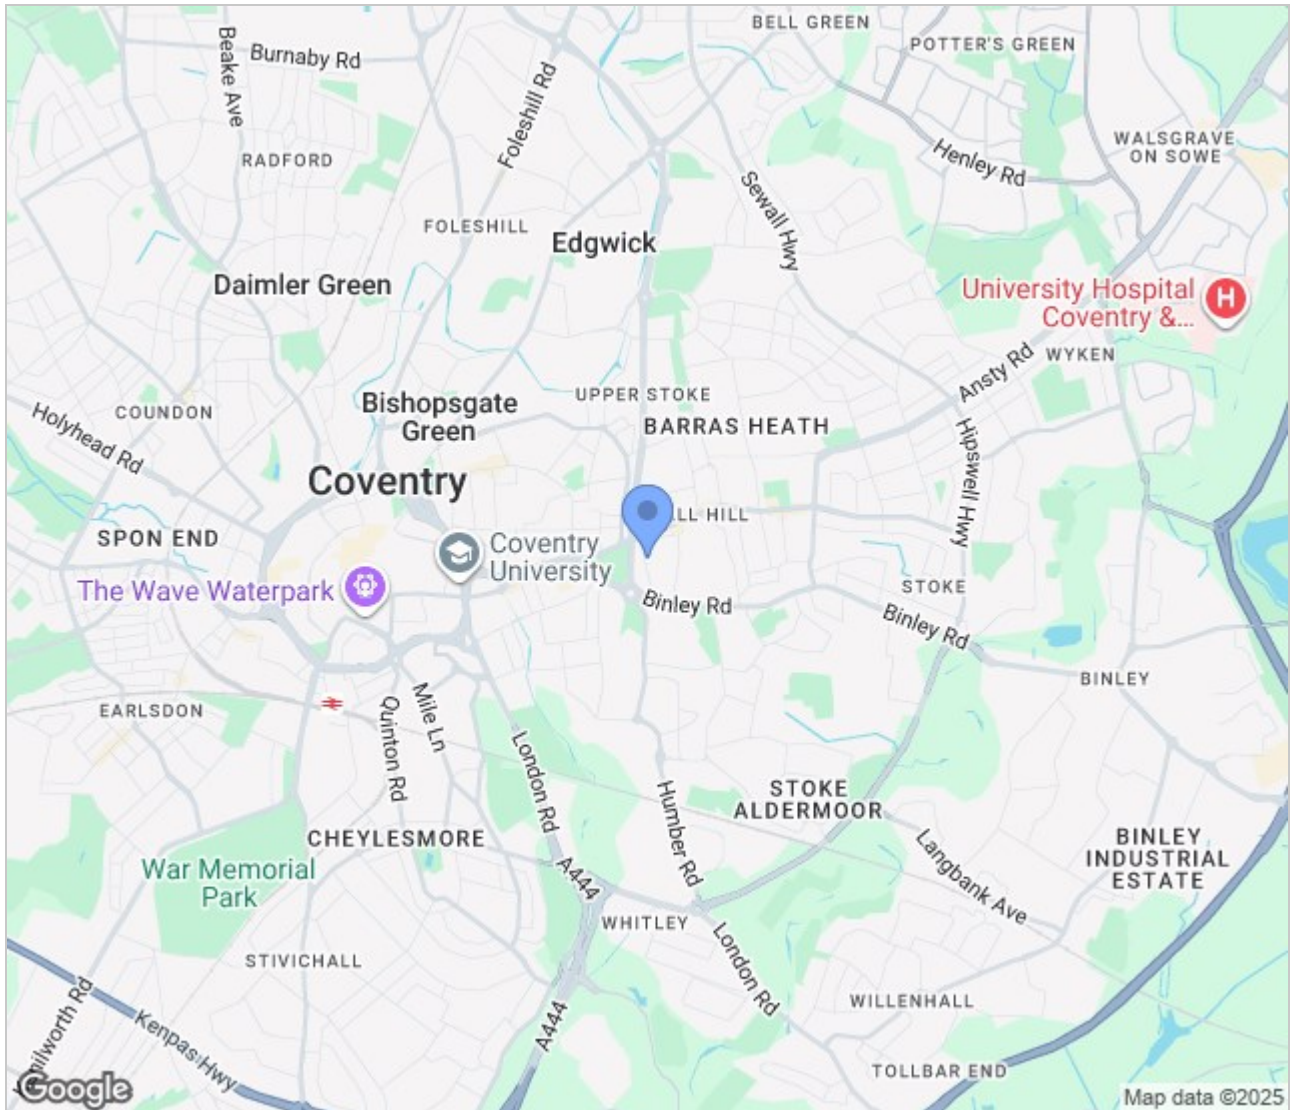 BELL GREEN
POTTER'S GREEN
Burnaby Rd
Beake Ave
Foleshill Rd
WALSGRAVE
ON SOWE
RADFORD
Henley Rd
Sewall Hwy
FOLESHILL
Edgwick
Daimler Green
University Hospital
Coventry &...
H
WYKEN
Ansty Rd
UPPER STOKE
Bishopsgate
Green
COUNDON
Holyhead Rd
BARRAS HEATH
Hipswell Hwy
Coventry
LL HILL
SPON END
Coventry
University
The Wave Waterpark
STOKE
Binley Rd
Binley Rd
BINLEY
EARLSDON
Mile Ln
Quinton Rd
London Rd
Humber Rd
STOKE
ALDERMOOR
CHEYLESMORE
BINLEY
INDUSTRIAL
ESTATE
Langbank Ave
War Memorial
Park
A444
WHITLEY
London Rd
STIVICHALL
WILLENHALL
A444
nilworth Rd
Kenpas Hwy
TOLLBAR END
Google
Map data ©2025